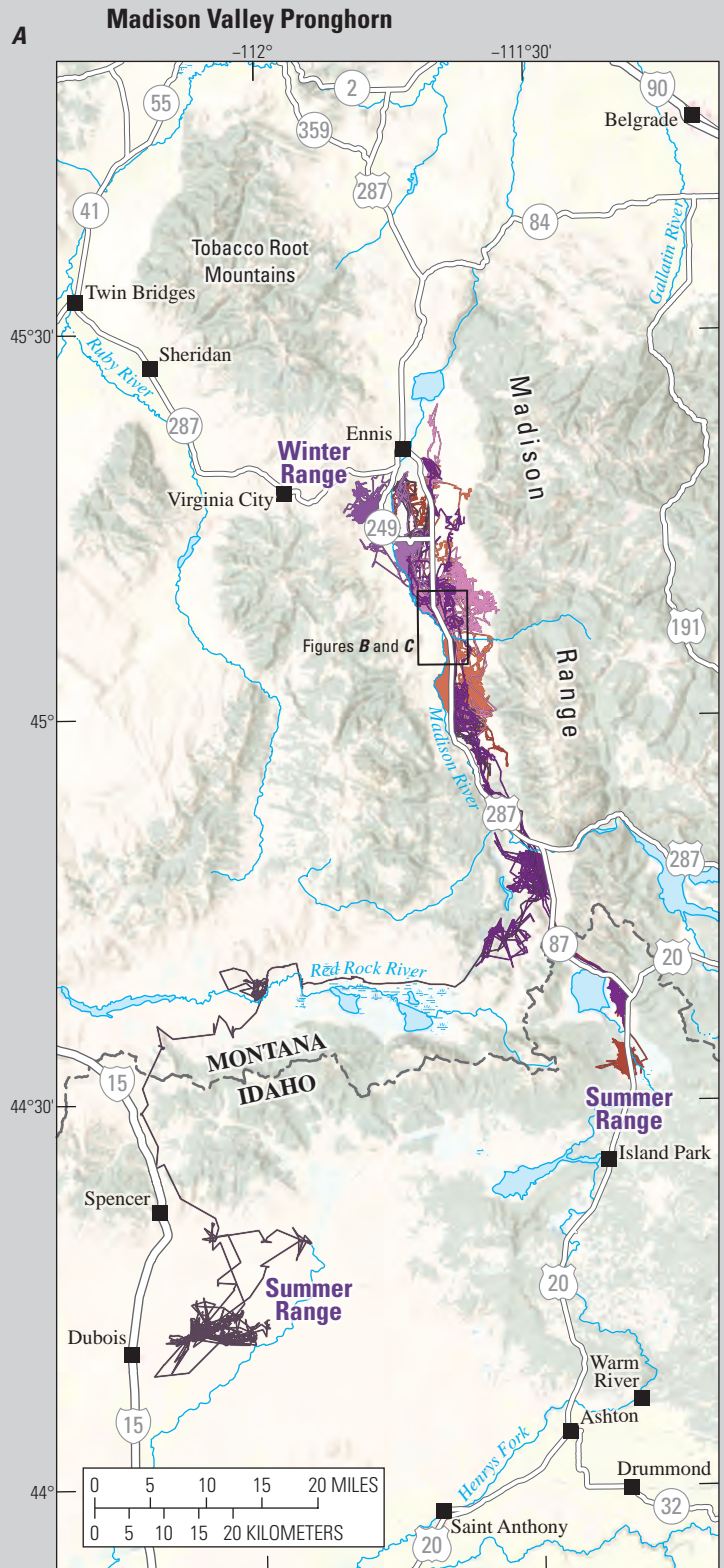 A
Madison Valley Pronghorn
–112°
–111°30'
55
2
90
359
Belgrade
287
41
84
Tobacco Root
Mountains
Gallatin River
Twin Bridges
45°30'
Ruby River
Sheridan
Madison
Range
287
Ennis
Winter
Range
Virginia City
249
191
Figures B and C
45°
Madison River
287
287
87
20
Red Rock River
MONTANA
IDAHO
15
44°30'
Summer
Range
Island Park
Spencer
Summer
Range
20
Dubois
Warm
River
15
Ashton
Henrys Fork
Drummond
44°
32
Saint Anthony
20
0 5 10 15 20 MILES
0 5 10 15 20 KILOMETERS